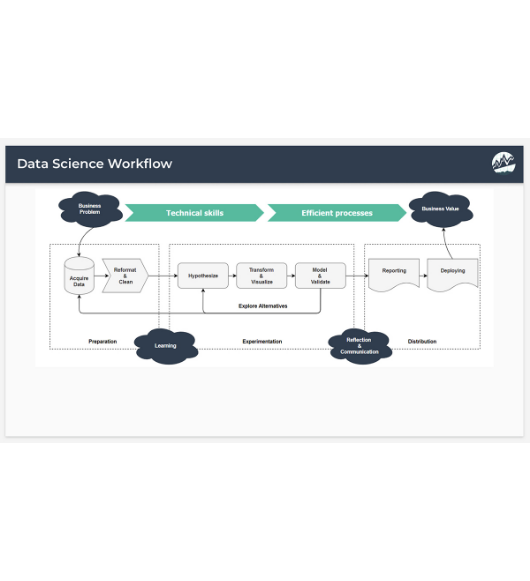 Data Science Workflow
Business
Problem
Technical skills
Efficient processes
Business Value
Acquire
Data
Reformat
&
Clean
Hypothesize
Transform
&
Visualize
Model
&
Validate
Reporting
Deploying
Explore Alternatives
Preparation
Learning
Experimentation
Reflection
&
Communication
Distribution